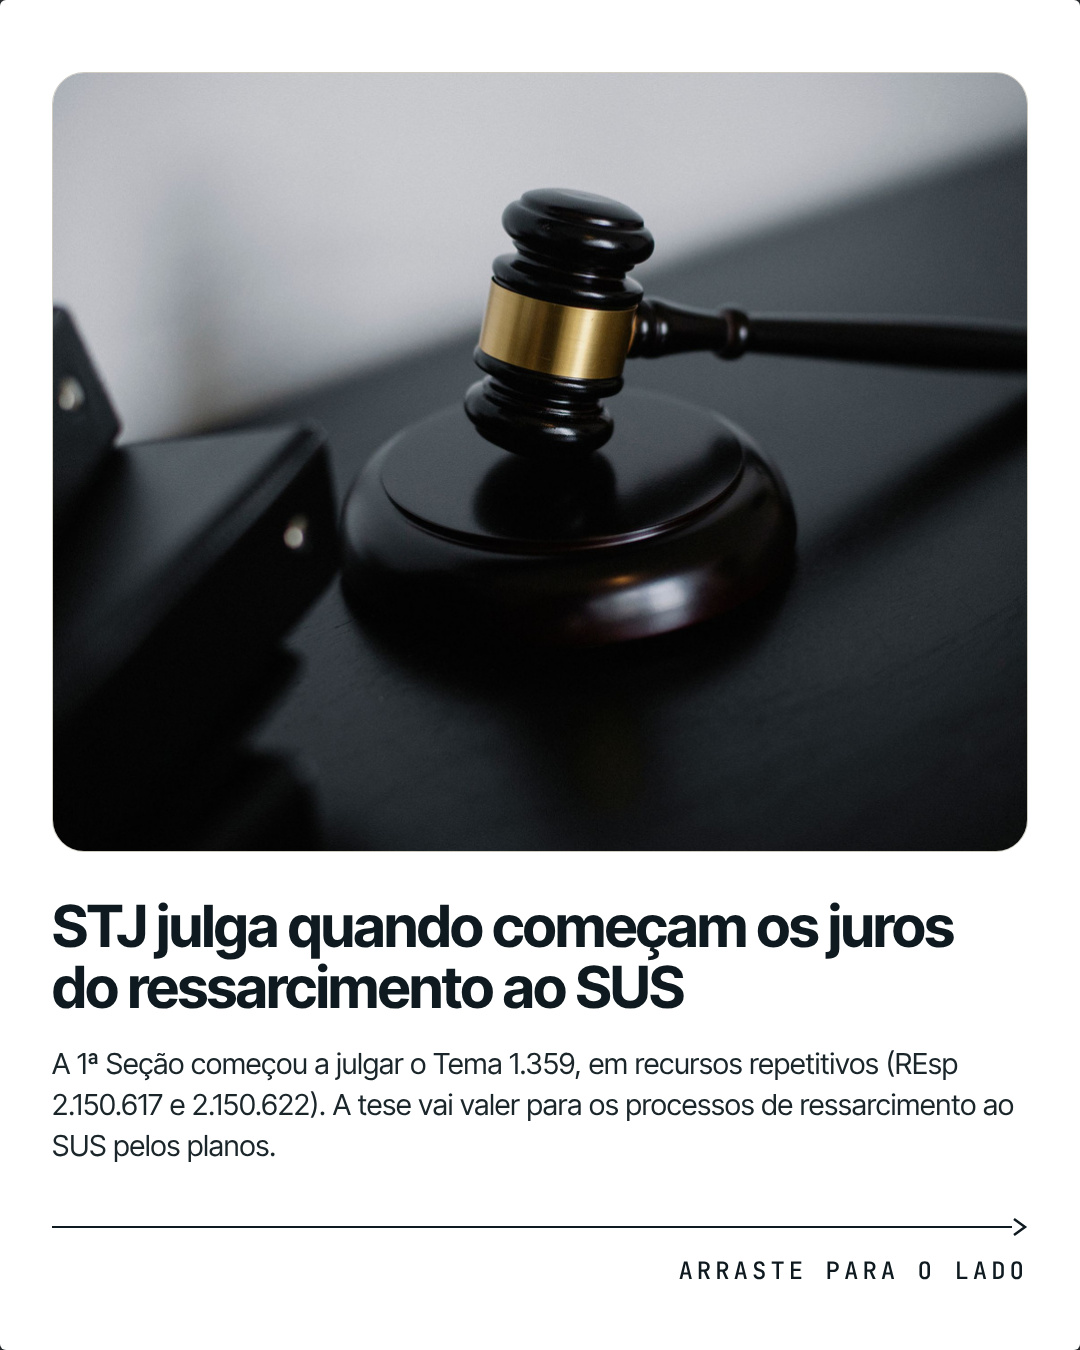 STJ julga quando começam os juros
do ressarcimento ao SUS
A 1ª Seção começou a julgar o Tema 1.359, em recursos repetitivos (REsp
2.150.617 e 2.150.622). A tese vai valer para os processos de ressarcimento ao
SUS pelos planos.
ARRASTE PARA O LADO